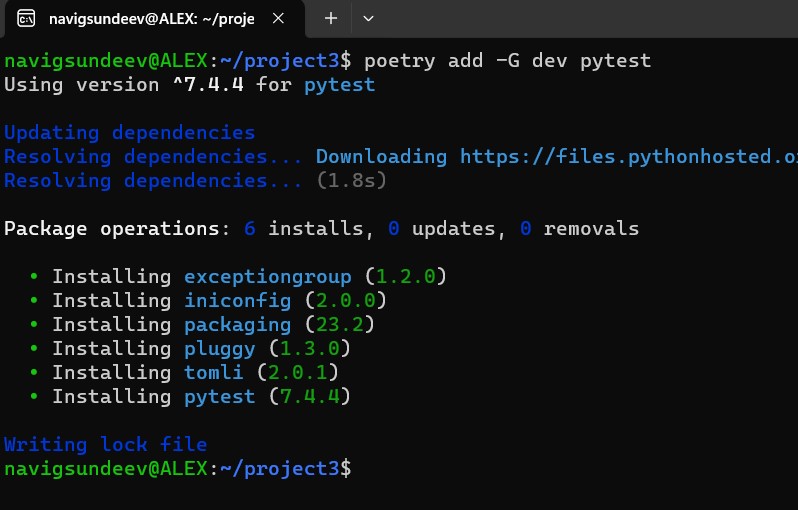 navigsundeev@ALEX: ~/proje
navigsundeev@ALEX:~/project3$ poetry add -G dev pytest
Using version ^7.4.4 for pytest
Updating dependencies
Resolving dependencies... Downloading https://files.pythonhosted.o
Resolving dependencies... (1.8s)
Package operations: 6 installs, 0 updates, 0 removals
• Installing exceptiongroup (1.2.0)
• Installing iniconfig (2.0.0)
• Installing packaging (23.2)
• Installing pluggy (1.3.0)
• Installing tomli (2.0.1)
• Installing pytest (7.4.4)
Writing lock file
navigsundeev@ALEX:~/project3$